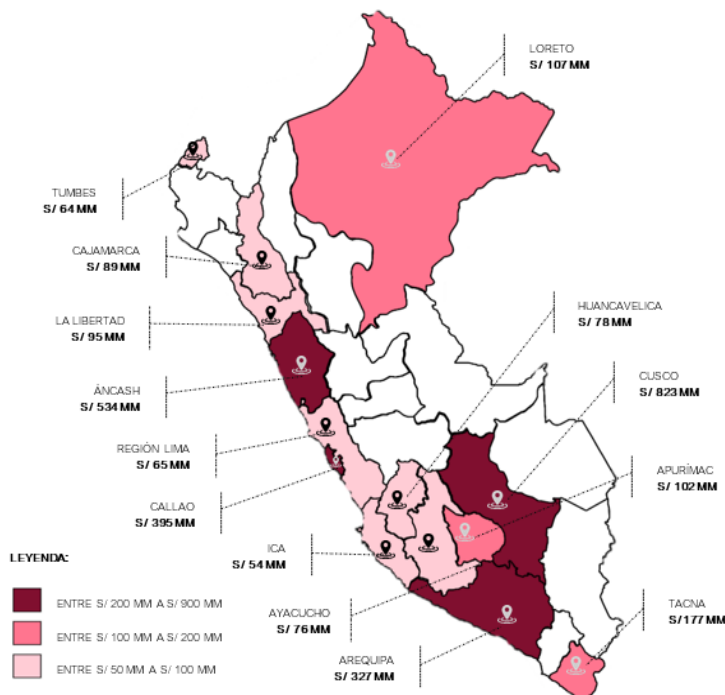 LORETO
S/ 107 MM
TUMBES
S/ 64 MM
CAJAMARCA
S/ 89 MM
HUANCAVELICA
S/ 78 MM
LA LIBERTAD
S/ 95 MM
CUSCO
S/ 823 MM
ÁNCASH
S/ 534 MM
REGIÓN LIMA
S/ 65 MM
APURÍMAC
S/ 102 MM
CALLAO
S/ 395 MM
ICA
S/ 54 MM
LEYENDA:
ENTRE S/ 200 MM A S/ 900 MM
ENTRE S/ 100 MM A S/ 200 MM
ENTRE S/ 50 MM A S/ 100 MM
AYACUCHO
S/ 76 MM
TACNA
S/ 177 MM
AREQUIPA
S/ 327 MM